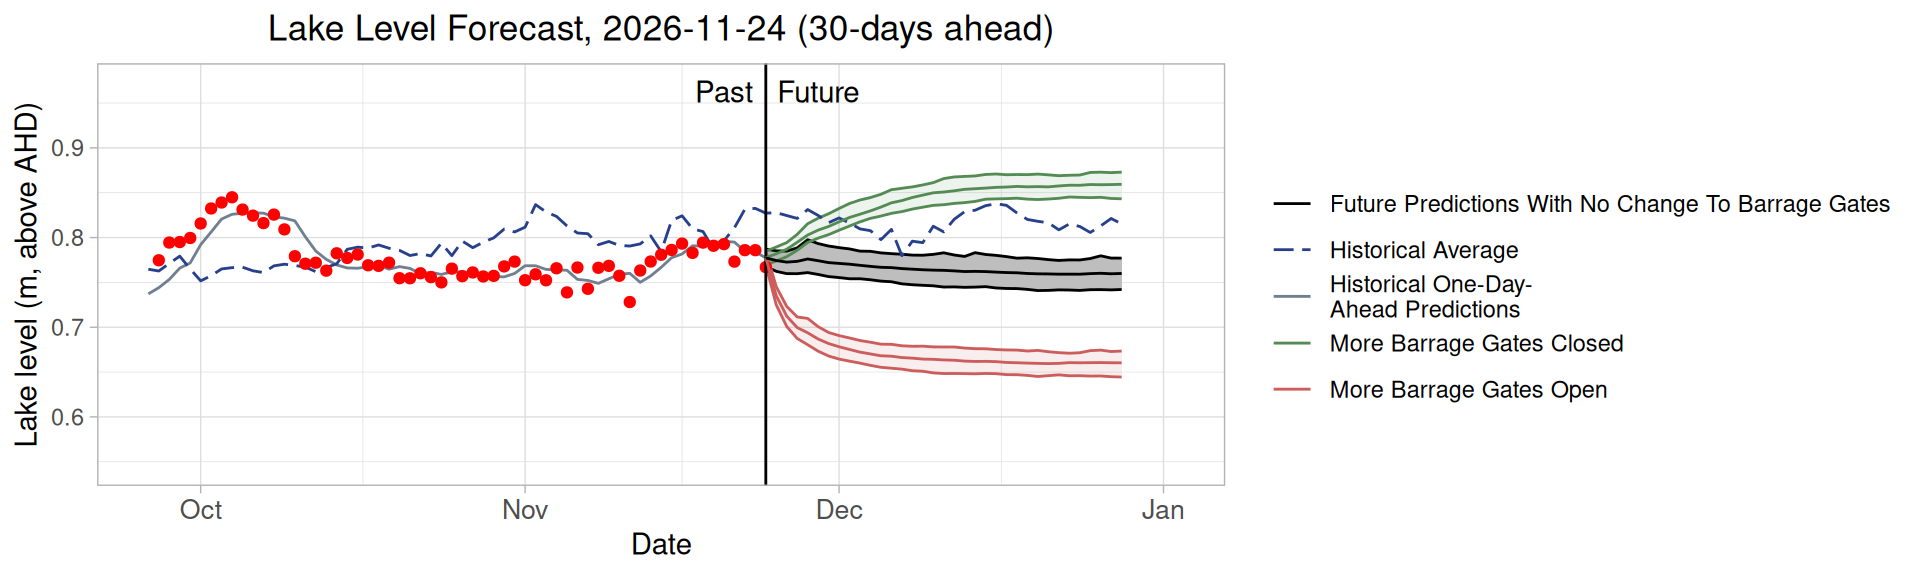 Lake Level Forecast, 2026-11-24 (30-days ahead)
Past
Future
Lake level (m, above AHD)
0.9
0.8
0.7
0.6
Oct
Nov
Dec
Jan
Date
Future Predictions With No Change To Barrage Gates
Historical Average
Historical One-Day-
Ahead Predictions
More Barrage Gates Closed
More Barrage Gates Open